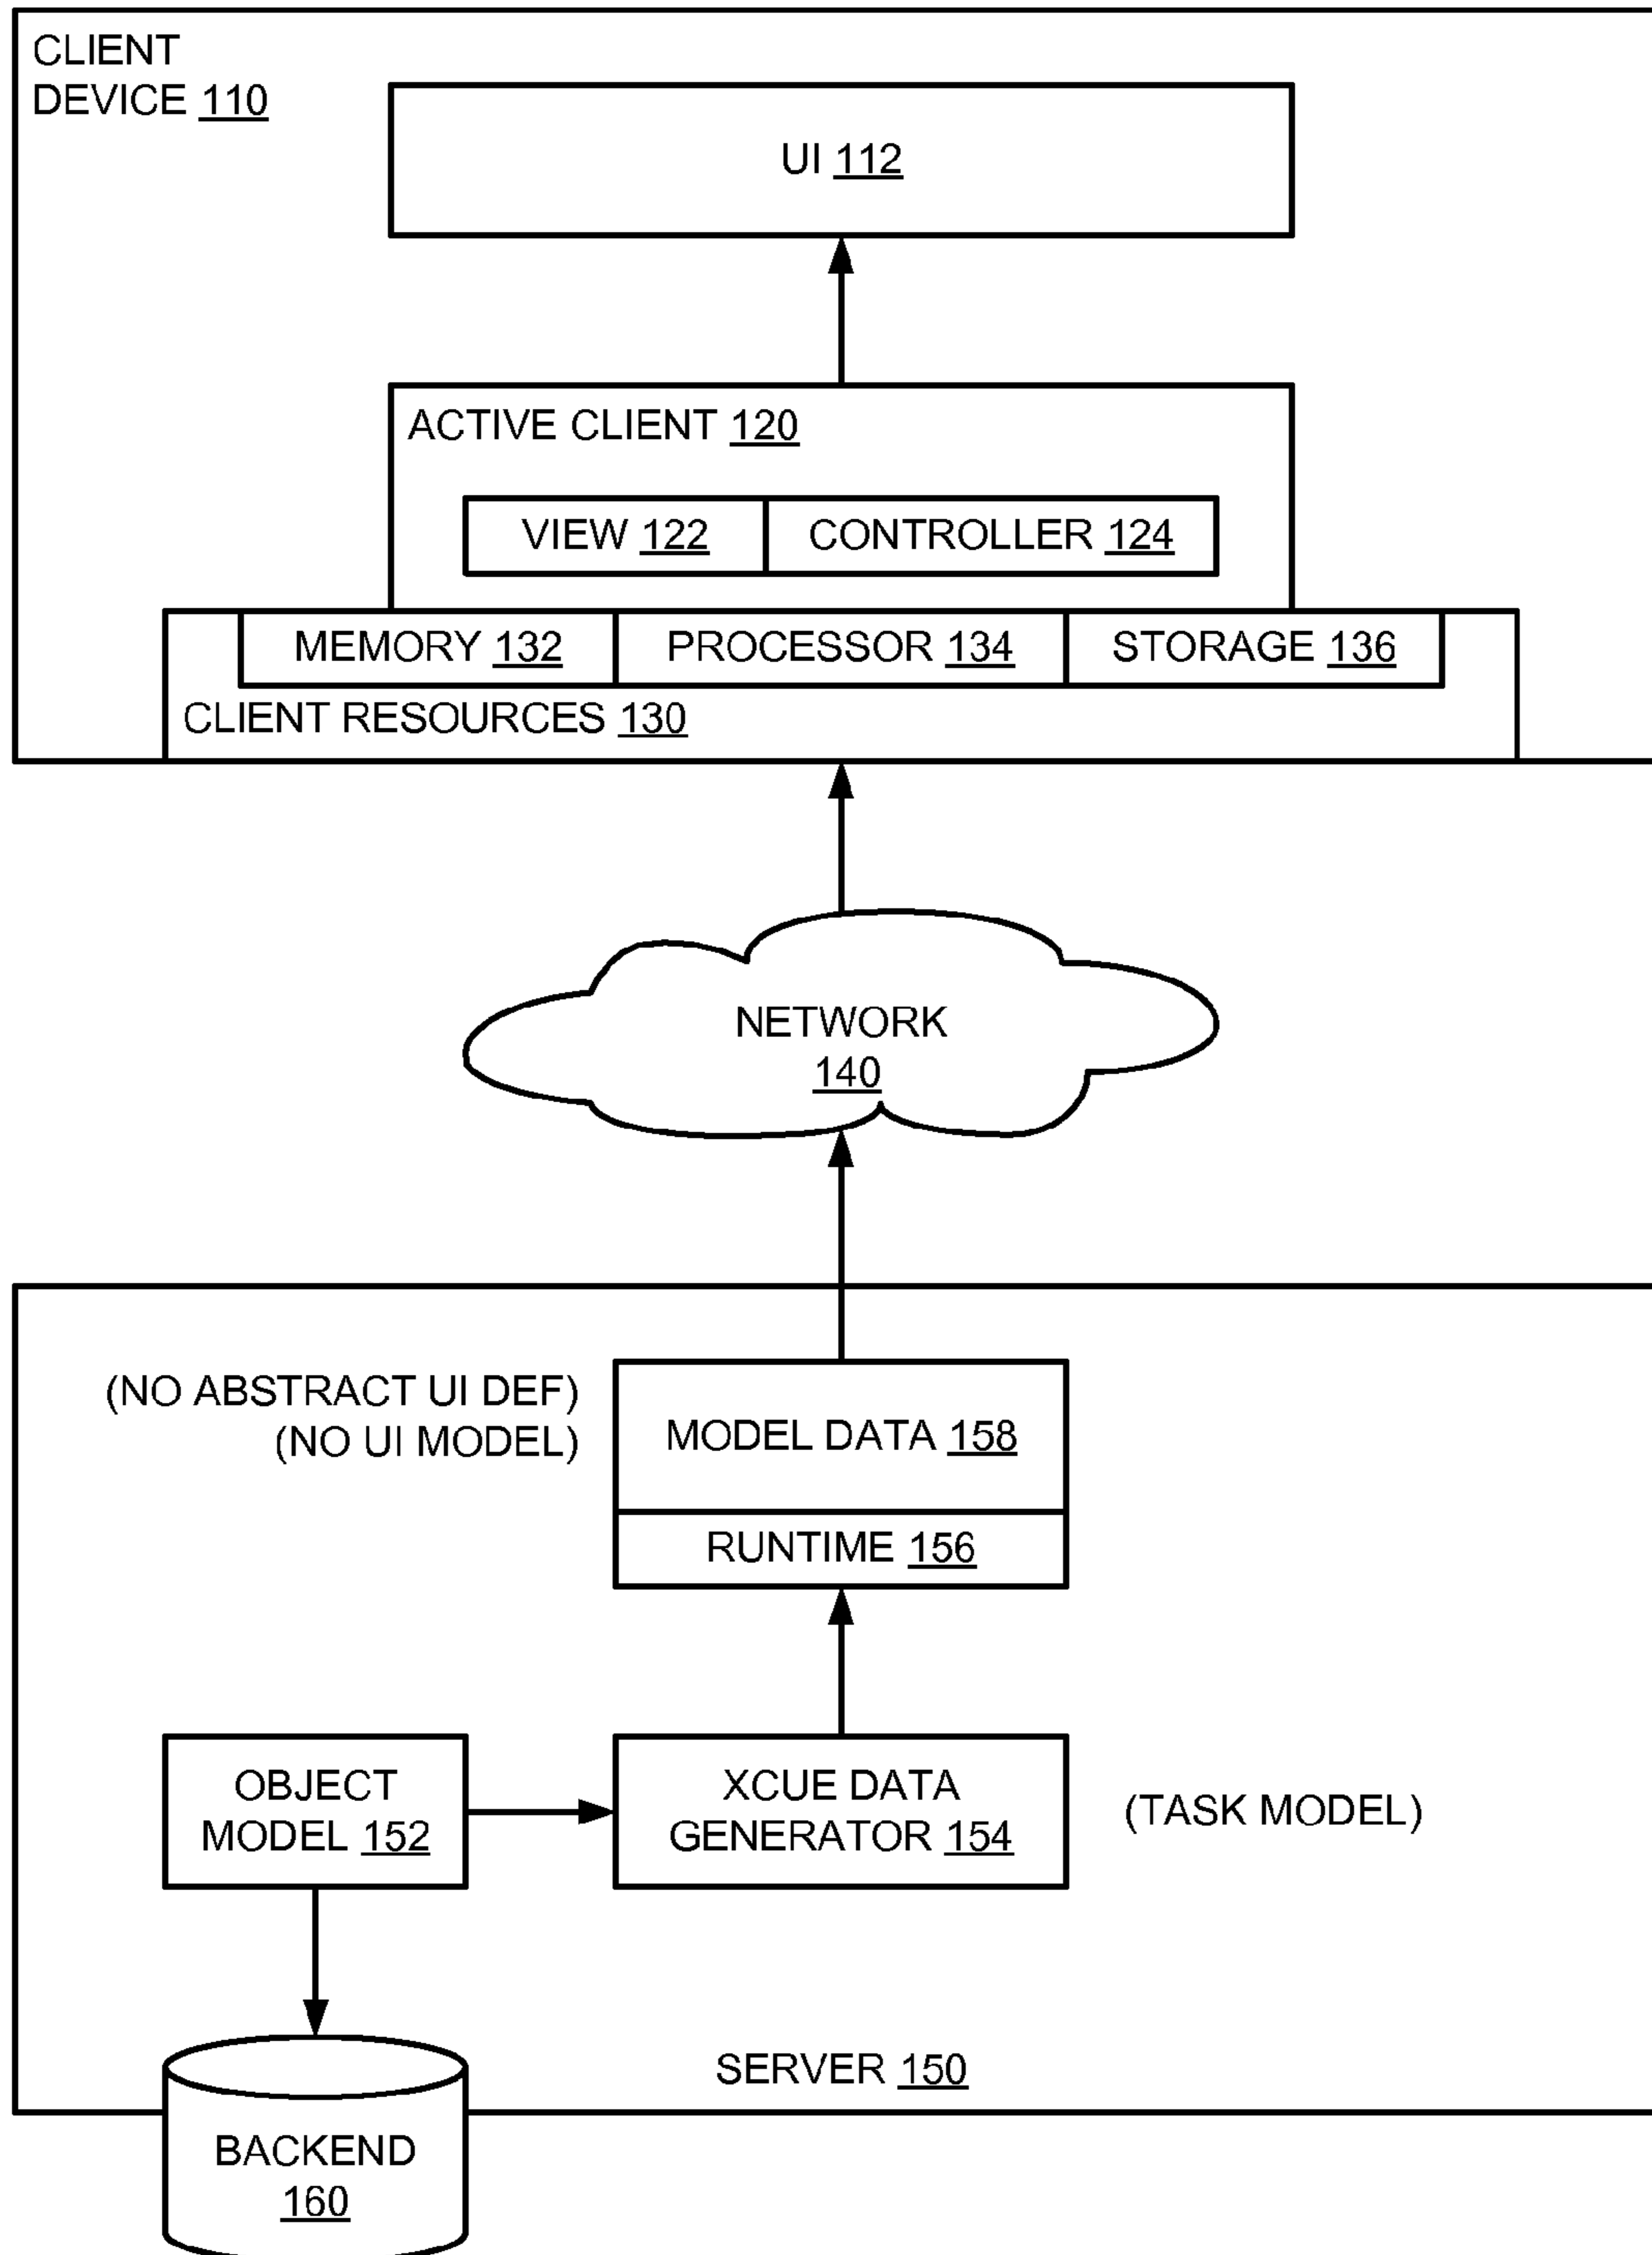 CLIENT
DEVICE 110
UI 112
ACTIVE CLIENT 120
VIEW 122
CONTROLLER 124
MEMORY 132
PROCESSOR 134
STORAGE 136
CLIENT RESOURCES 130
NETWORK
140
(NO ABSTRACT UI DEF)
(NO UI MODEL)
MODEL DATA 158
RUNTIME 156
OBJECT
MODEL 152
XCUE DATA
GENERATOR 154
(TASK MODEL)
SERVER 150
BACKEND
160